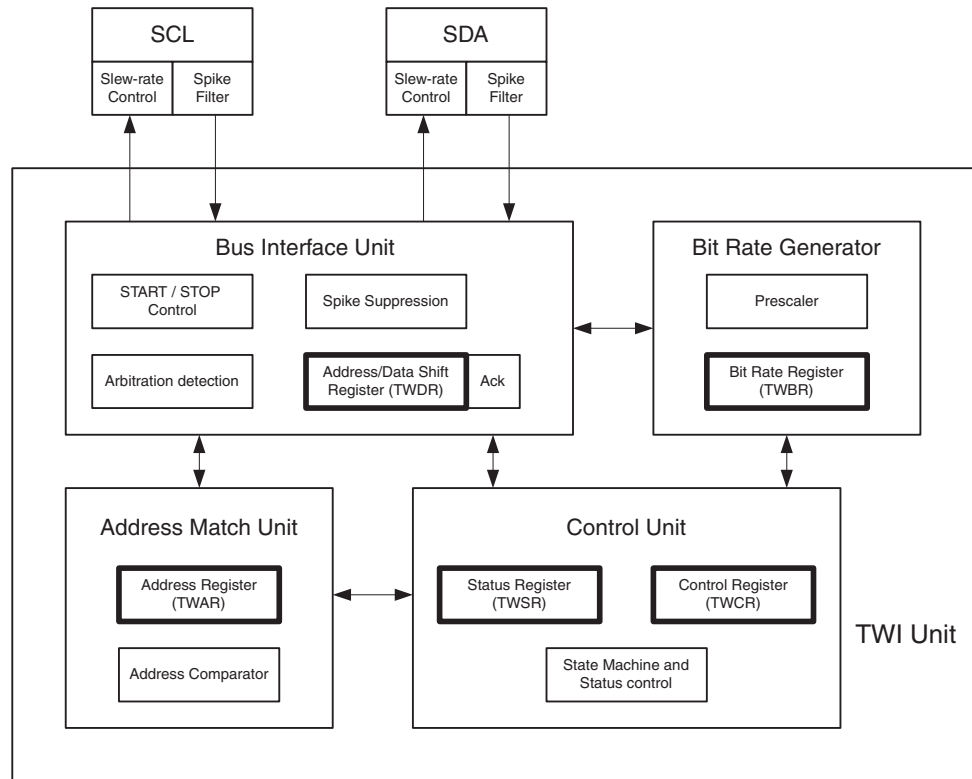 SCL
Slew-rate
Control
Spike
Filter
SDA
Slew-rate
Control
Spike
Filter
Bus Interface Unit
START / STOP
Control
Spike Suppression
Arbitration detection
Address/Data Shift
Register (TWDR)
Ack
Bit Rate Generator
Prescaler
Bit Rate Register
(TWBR)
Address Match Unit
Address Register
(TWAR)
Address Comparator
Control Unit
Status Register
(TWSR)
Control Register
(TWCR)
State Machine and
Status control
TWI Unit